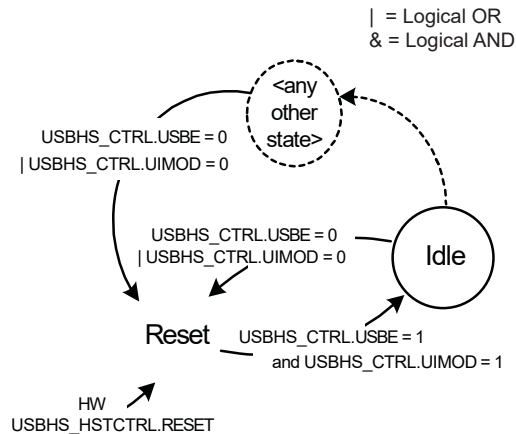 | = Logical OR
& = Logical AND
<any
other
state>
USBHS_CTRL.USBE = 0
| USBHS_CTRL.UIMOD = 0
USBHS_CTRL.USBE = 0
| USBHS_CTRL.UIMOD = 0
Idle
Reset
USBHS_CTRL.USBE = 1
and USBHS_CTRL.UIMOD = 1
HW
USBHS_HSTCTRL.RESET